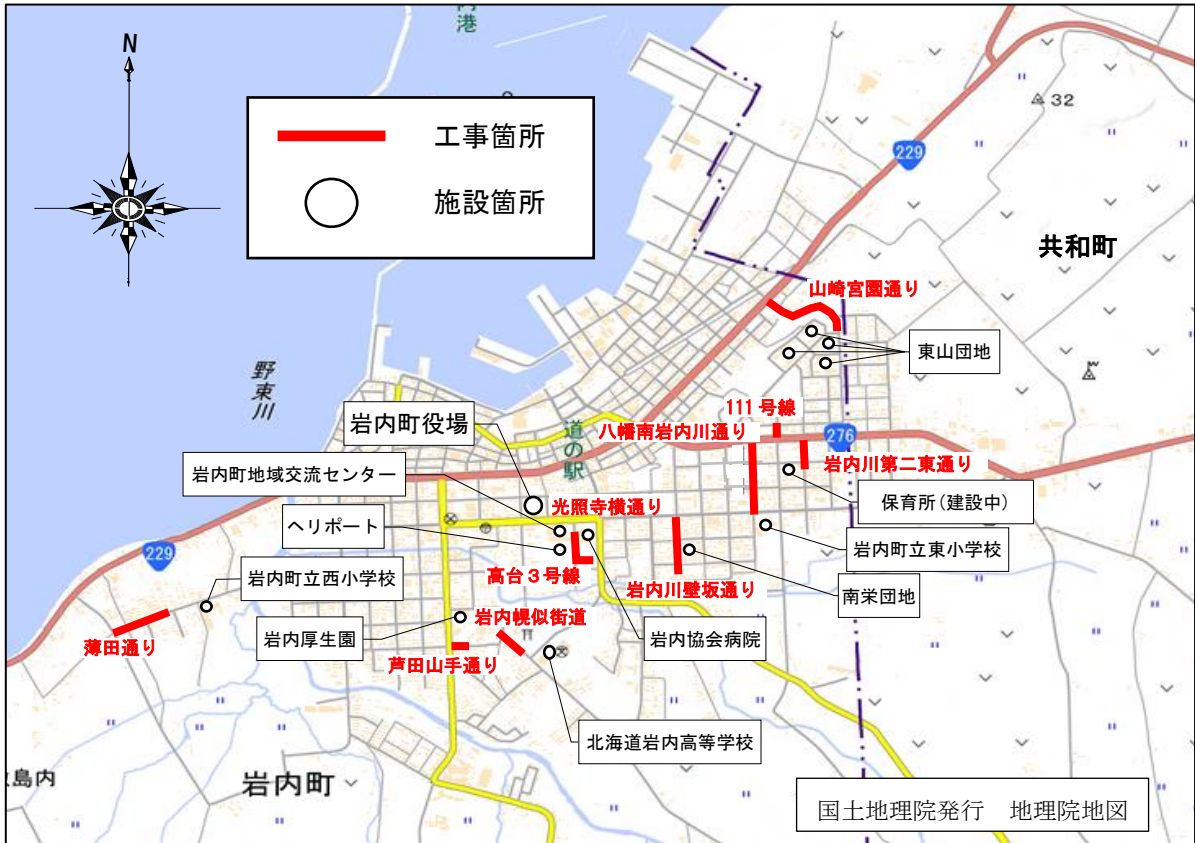 内港
N
工事箇所
施設箇所
32
229
共和町
山崎宮園通り
東山団地
野束川
111号線
岩内町役場
八幡南岩内川通り
道の駅
276
岩内川第二東通り
岩内町地域交流センター
保育所(建設中)
光照寺横通り
ヘリポート
岩内町立東小学校
229
高台3号線
岩内町立西小学校
岩内川壁坂通り
南栄団地
岩内幌似街道
岩内厚生園
岩内協会病院
薄田通り
芦田山手通り
北海道岩内高等学校
島内
岩内町
国土地理院発行 地理院地図